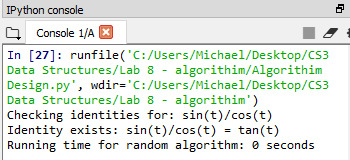 IPython console
Console 1/A
In [27]: runfile('C:/Users/Michael/Desktop/CS3
Data Structures/Lab 8 - algorithim/Algorithim
Design.py', wdir='C:/Users/Michael/Desktop/CS3
Data Structures/Lab 8 - algorithim')
Checking identities for: sin(t)/cos(t)
Identity exists: sin(t)/cos(t) = tan(t)
Running time for random algorithm: 0 seconds